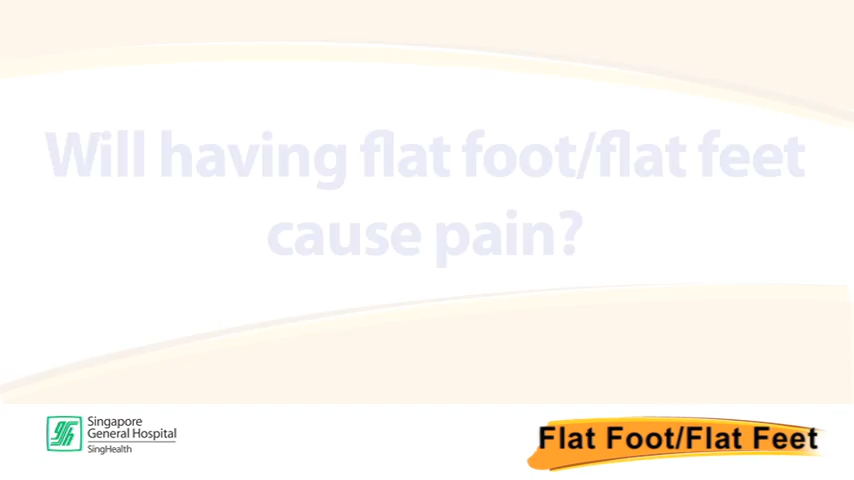 Will having flat foot/flat feet
cause pain?
Singapore
General Hospital
SingHealth
Flat Foot/Flat Feet